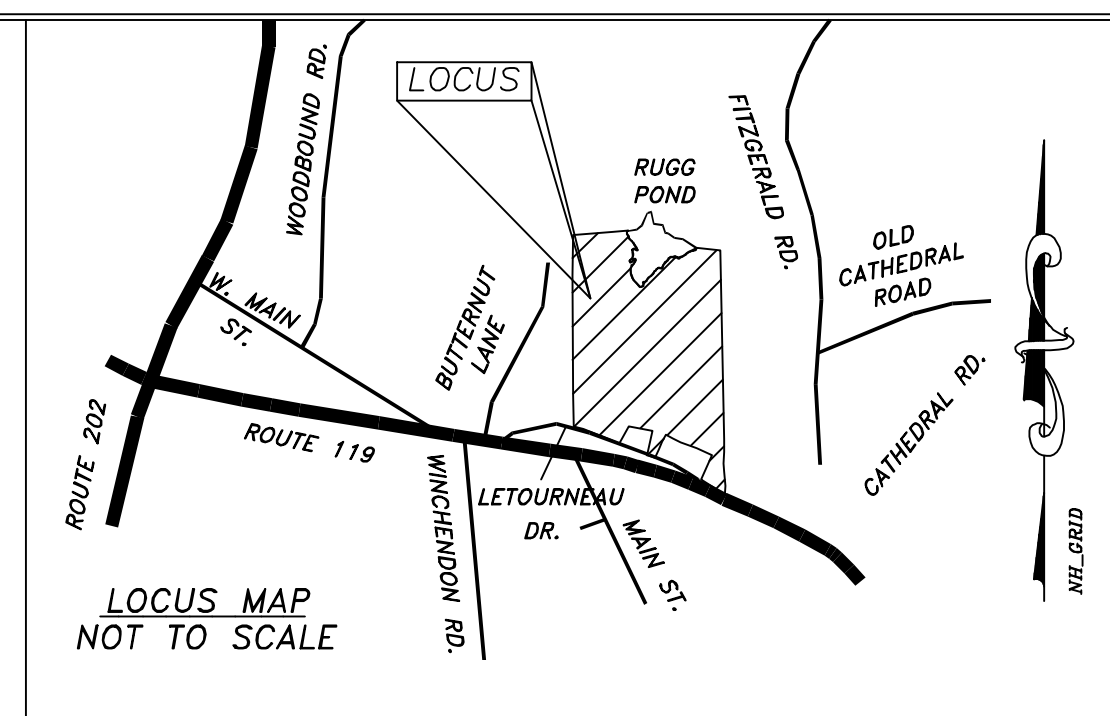 WOODBOUND RD.
LOCUS
FITZGERALD RD.
RUGG
POND
OLD
CATHEDRAL
ROAD
W. MAIN
ST.
BUTTERNUT
LANE
CATHEDRAL RD.
ROUTE 202
ROUTE 119
WINCHENDON RD.
LETOURNEAU
DR.
MAIN ST.
NH_GRID
LOCUS MAP
NOT TO SCALE